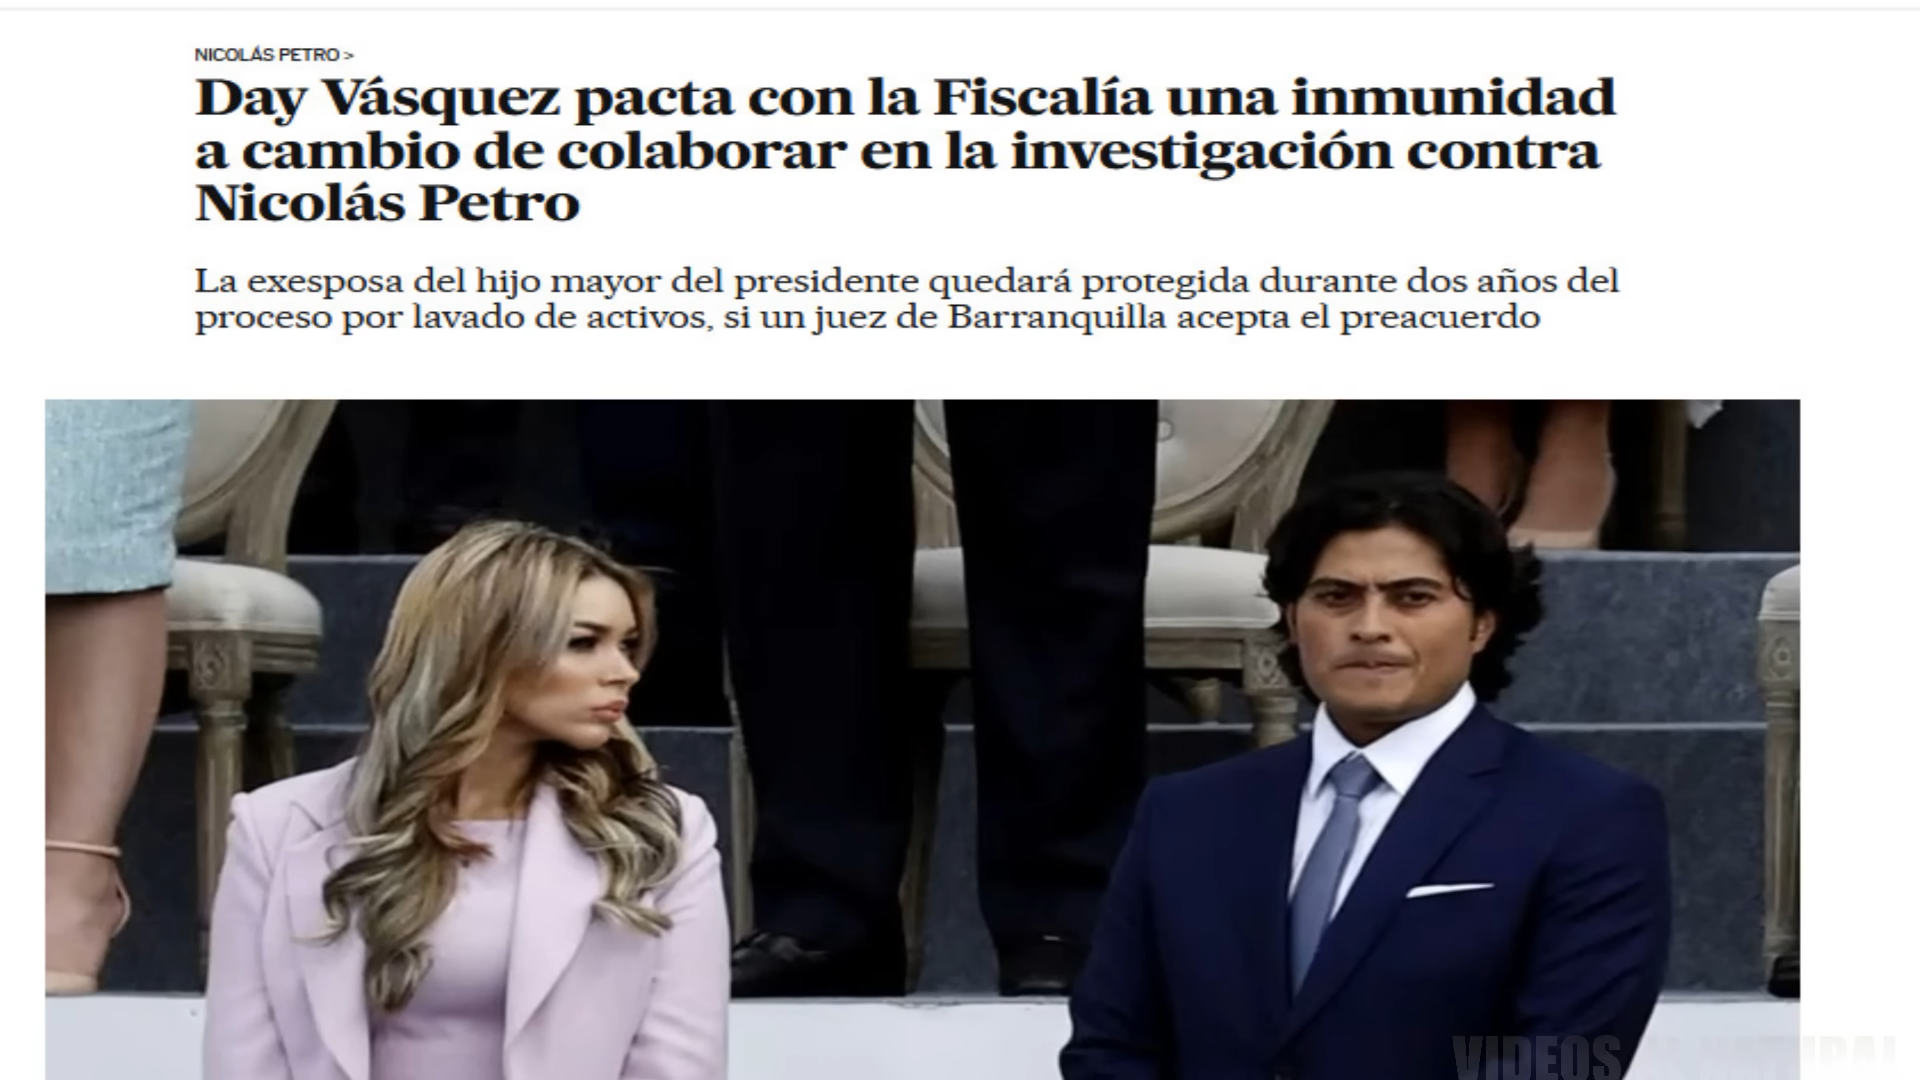 NICOLÁS PETRO >
Day Vásquez pacta con la Fiscalía una inmunidad
a cambio de colaborar en la investigación contra
Nicolás Petro
La exesposa del hijo mayor del presidente quedará protegida durante dos años del
proceso por lavado de activos, si un juez de Barranquilla acepta el preacuerdo
VIDEOS